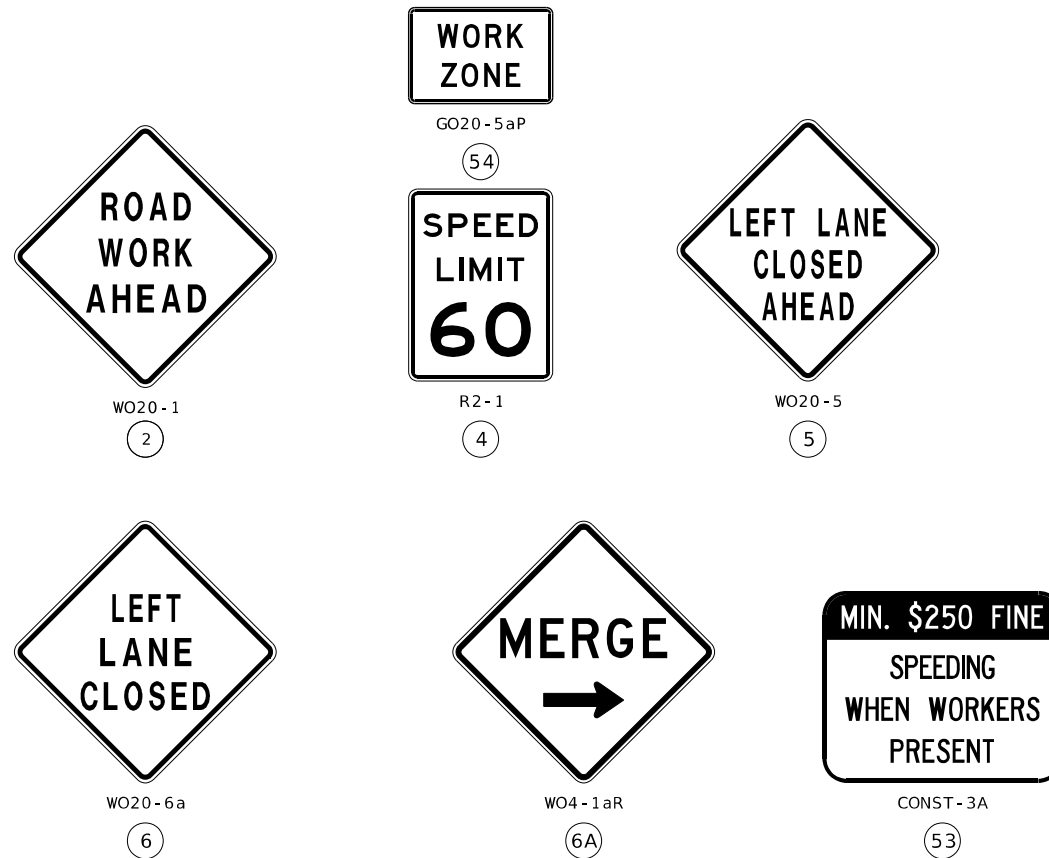 WORK
ZONE
GO20-5aP
54
ROAD
WORK
AHEAD
WO20-1
2
SPEED
LIMIT
60
R2-1
4
LEFT LANE
CLOSED
AHEAD
WO20-5
5
LEFT
LANE
CLOSED
WO20-6a
6
MERGE
WO4-1aR
6A
MIN. $250 FINE
SPEEDING
WHEN WORKERS
PRESENT
CONST-3A
53